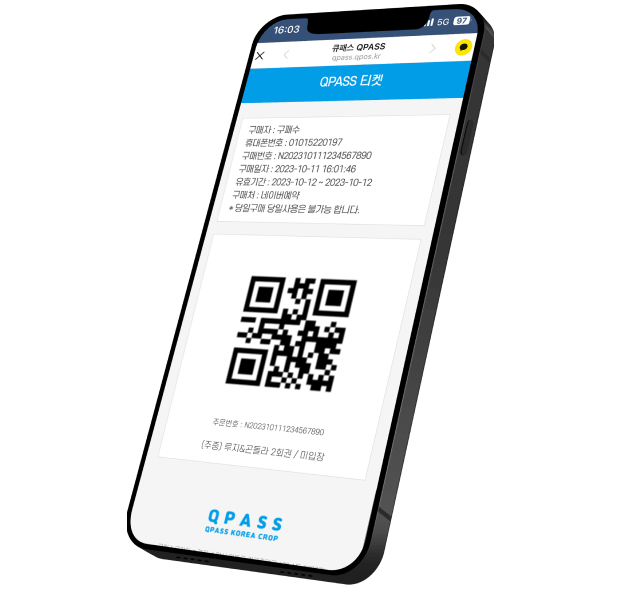 16:03
5G 97
큐패스 QPASS
qpass.qpos.kr
QPASS 티켓
구매자 : 구패수
휴대폰번호 : 01015220197
구매번호 : N202310111234567890
구매일자 : 2023-10-11 16:01:46
유효기간 : 2023-10-12 ~ 2023-10-12
구매처 : 네이버예약
* 당일구매 당일사용은 불가능 합니다.
주문번호 : N202310111234567890
(주중) 루지&곤돌라 2회권 / 미입장
QPASS
QPASS KOREA CROP